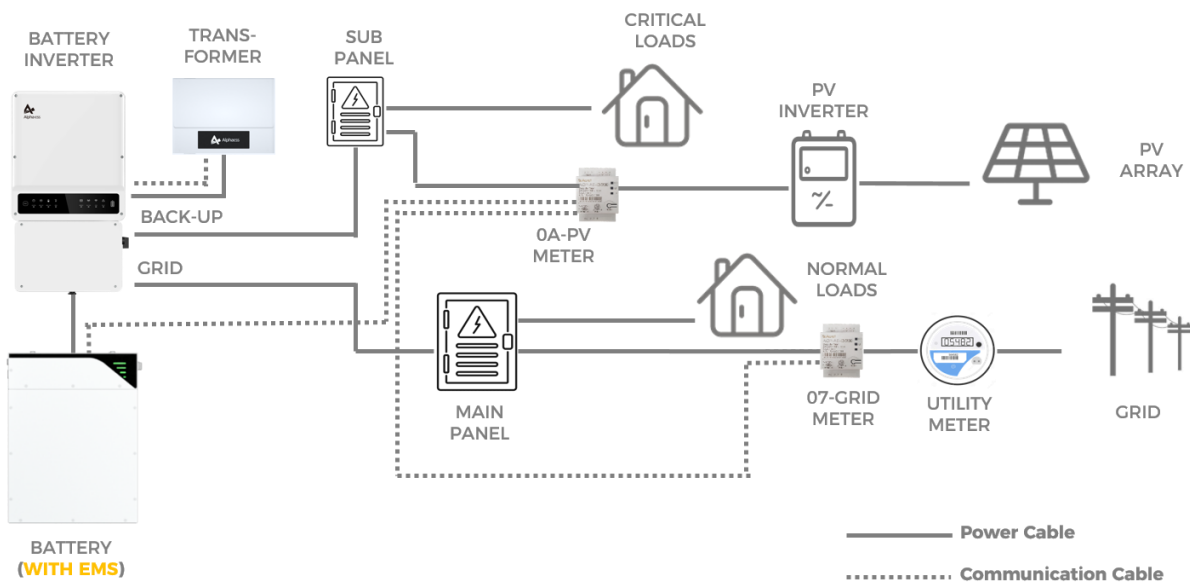 BATTERY
INVERTER
TRANS-
FORMER
SUB
PANEL
CRITICAL
LOADS
PV
INVERTER
PV
ARRAY
BACK-UP
0A-PV
METER
GRID
NORMAL
LOADS
MAIN
PANEL
07-GRID
METER
UTILITY
METER
GRID
BATTERY
(WITH EMS)
Power Cable
Communication Cable